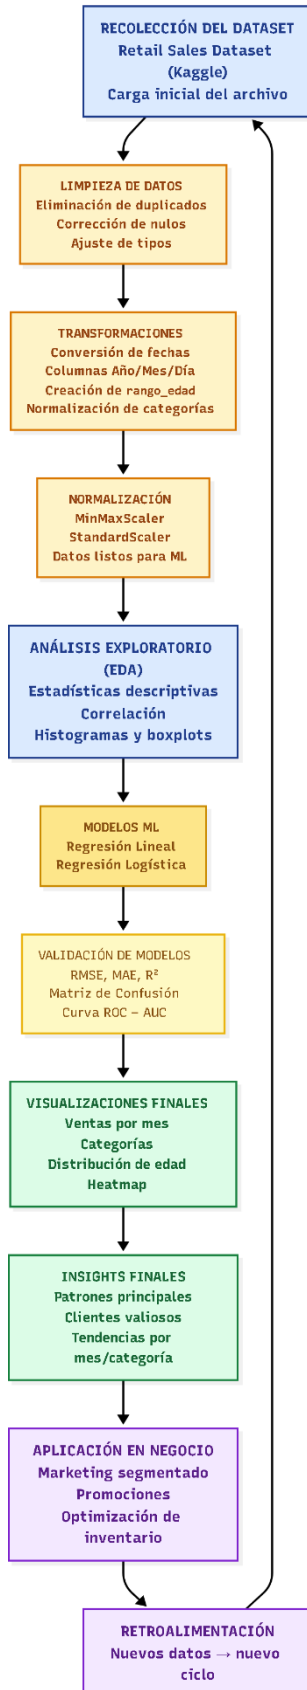 RECOLECCIÓN DEL DATASET
Retail Sales Dataset
(Kaggle)
Carga inicial del archivo
LIMPIEZA DE DATOS
Eliminación de duplicados
Corrección de nulos
Ajuste de tipos
TRANSFORMACIONES
Conversión de fechas
Columnas Año/Mes/Día
Creación de rango_edad
Normalización de categorías
NORMALIZACIÓN
MinMaxScaler
StandardScaler
Datos listos para ML
ANÁLISIS EXPLORATORIO
(EDA)
Estadísticas descriptivas
Correlación
Histogramas y boxplots
MODELOS ML
Regresión Lineal
Regresión Logística
VALIDACIÓN DE MODELOS
RMSE, MAE, R²
Matriz de Confusión
Curva ROC – AUC
VISUALIZACIONES FINALES
Ventas por mes
Categorías
Distribución de edad
Heatmap
INSIGHTS FINALES
Patrones principales
Clientes valiosos
Tendencias por
mes/categoría
APLICACIÓN EN NEGOCIO
Marketing segmentado
Promociones
Optimización de
inventario
RETROALIMENTACIÓN
Nuevos datos → nuevo
ciclo